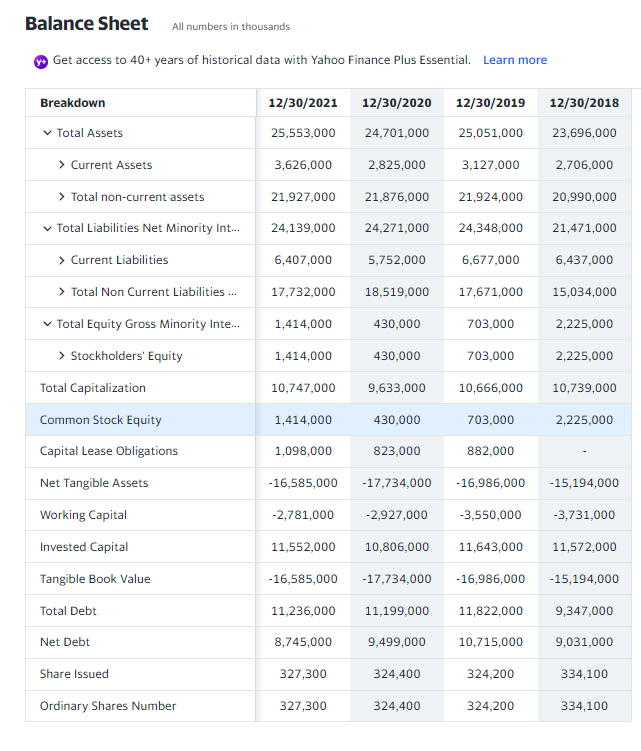 Balance Sheet All numbers in thousands
Y+ Get access to 40+ years of historical data with Yahoo Finance Plus Essential. Learn more
Breakdown 12/30/2021 12/30/2020 12/30/2019 12/30/2018
Total Assets 25,553,000 24,701,000 25,051,000 23,696,000
Current Assets 3,626,000 2,825,000 3,127,000 2,706,000
Total non-current assets 21,927,000 21,876,000 21,924,000 20,990,000
Total Liabilities Net Minority Int... 24,139,000 24,271,000 24,348,000 21,471,000
Current Liabilities 6,407,000 5,752,000 6,677,000 6,437,000
Total Non Current Liabilities ... 17,732,000 18,519,000 17,671,000 15,034,000
Total Equity Gross Minority Inte... 1,414,000 430,000 703,000 2,225,000
Stockholders' Equity 1,414,000 430,000 703,000 2,225,000
Total Capitalization 10,747,000 9,633,000 10,666,000 10,739,000
Common Stock Equity 1,414,000 430,000 703,000 2,225,000
Capital Lease Obligations 1,098,000 823,000 882,000 -
Net Tangible Assets -16,585,000 -17,734,000 -16,986,000 -15,194,000
Working Capital -2,781,000 -2,927,000 -3,550,000 -3,731,000
Invested Capital 11,552,000 10,806,000 11,643,000 11,572,000
Tangible Book Value -16,585,000 -17,734,000 -16,986,000 -15,194,000
Total Debt 11,236,000 11,199,000 11,822,000 9,347,000
Net Debt 8,745,000 9,499,000 10,715,000 9,031,000
Share Issued 327,300 324,400 324,200 334,100
Ordinary Shares Number 327,300 324,400 324,200 334,100